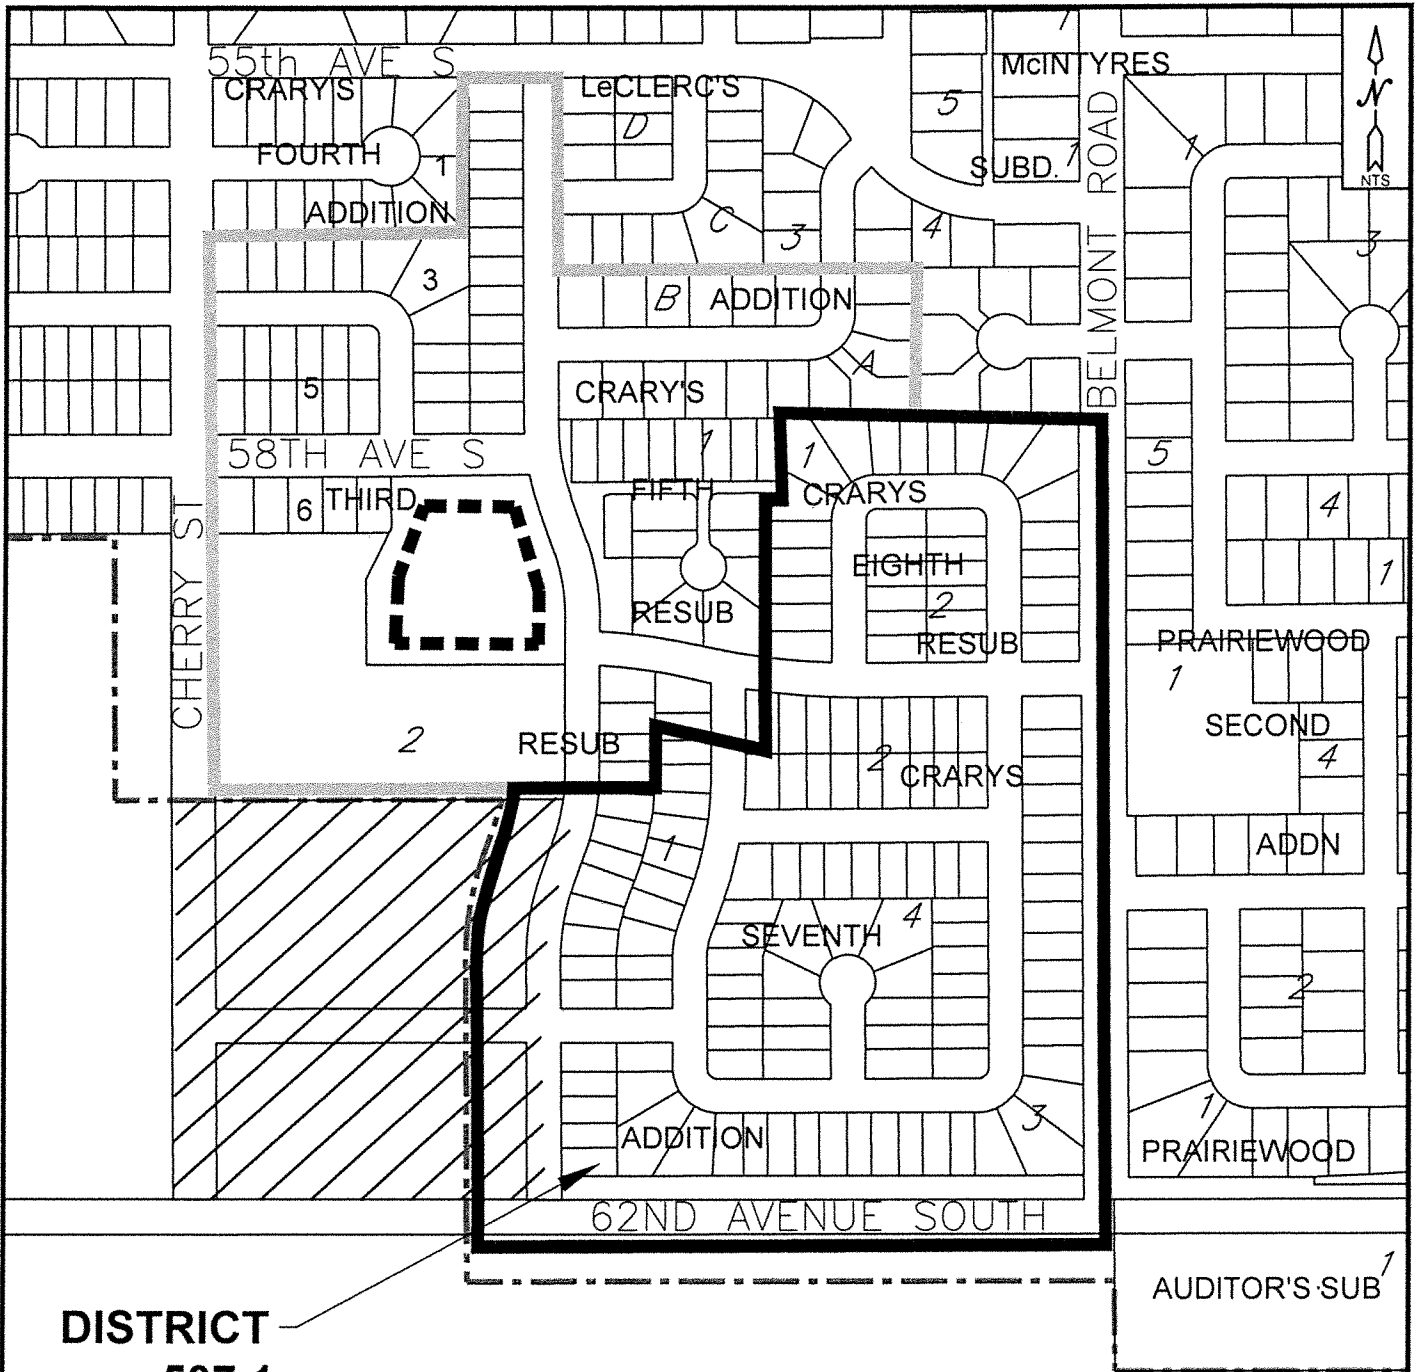 55th AVE S
CRARY'S
FOURTH
1
ADDITION
3
5
58TH AVE S
6 THIRD
CHERRY ST
2
RESUB
LeCLERC'S
D
C
3
B ADDITION
A
CRARY'S
1
FIFTH
RESUB
McINTYRES
1
5
SUBD. 1
4
BELMONT ROAD
N
NTS
1
3
5
4
1
1
CRARYS
EIGHTH
2
RESUB
2 CRARYS
1
SEVENTH 4
3
ADDITION
62ND AVENUE SOUTH
PRAIRIEWOOD
1
SECOND
4
ADDN
2
1
PRAIRIEWOOD
AUDITOR'S SUB 1
DISTRICT